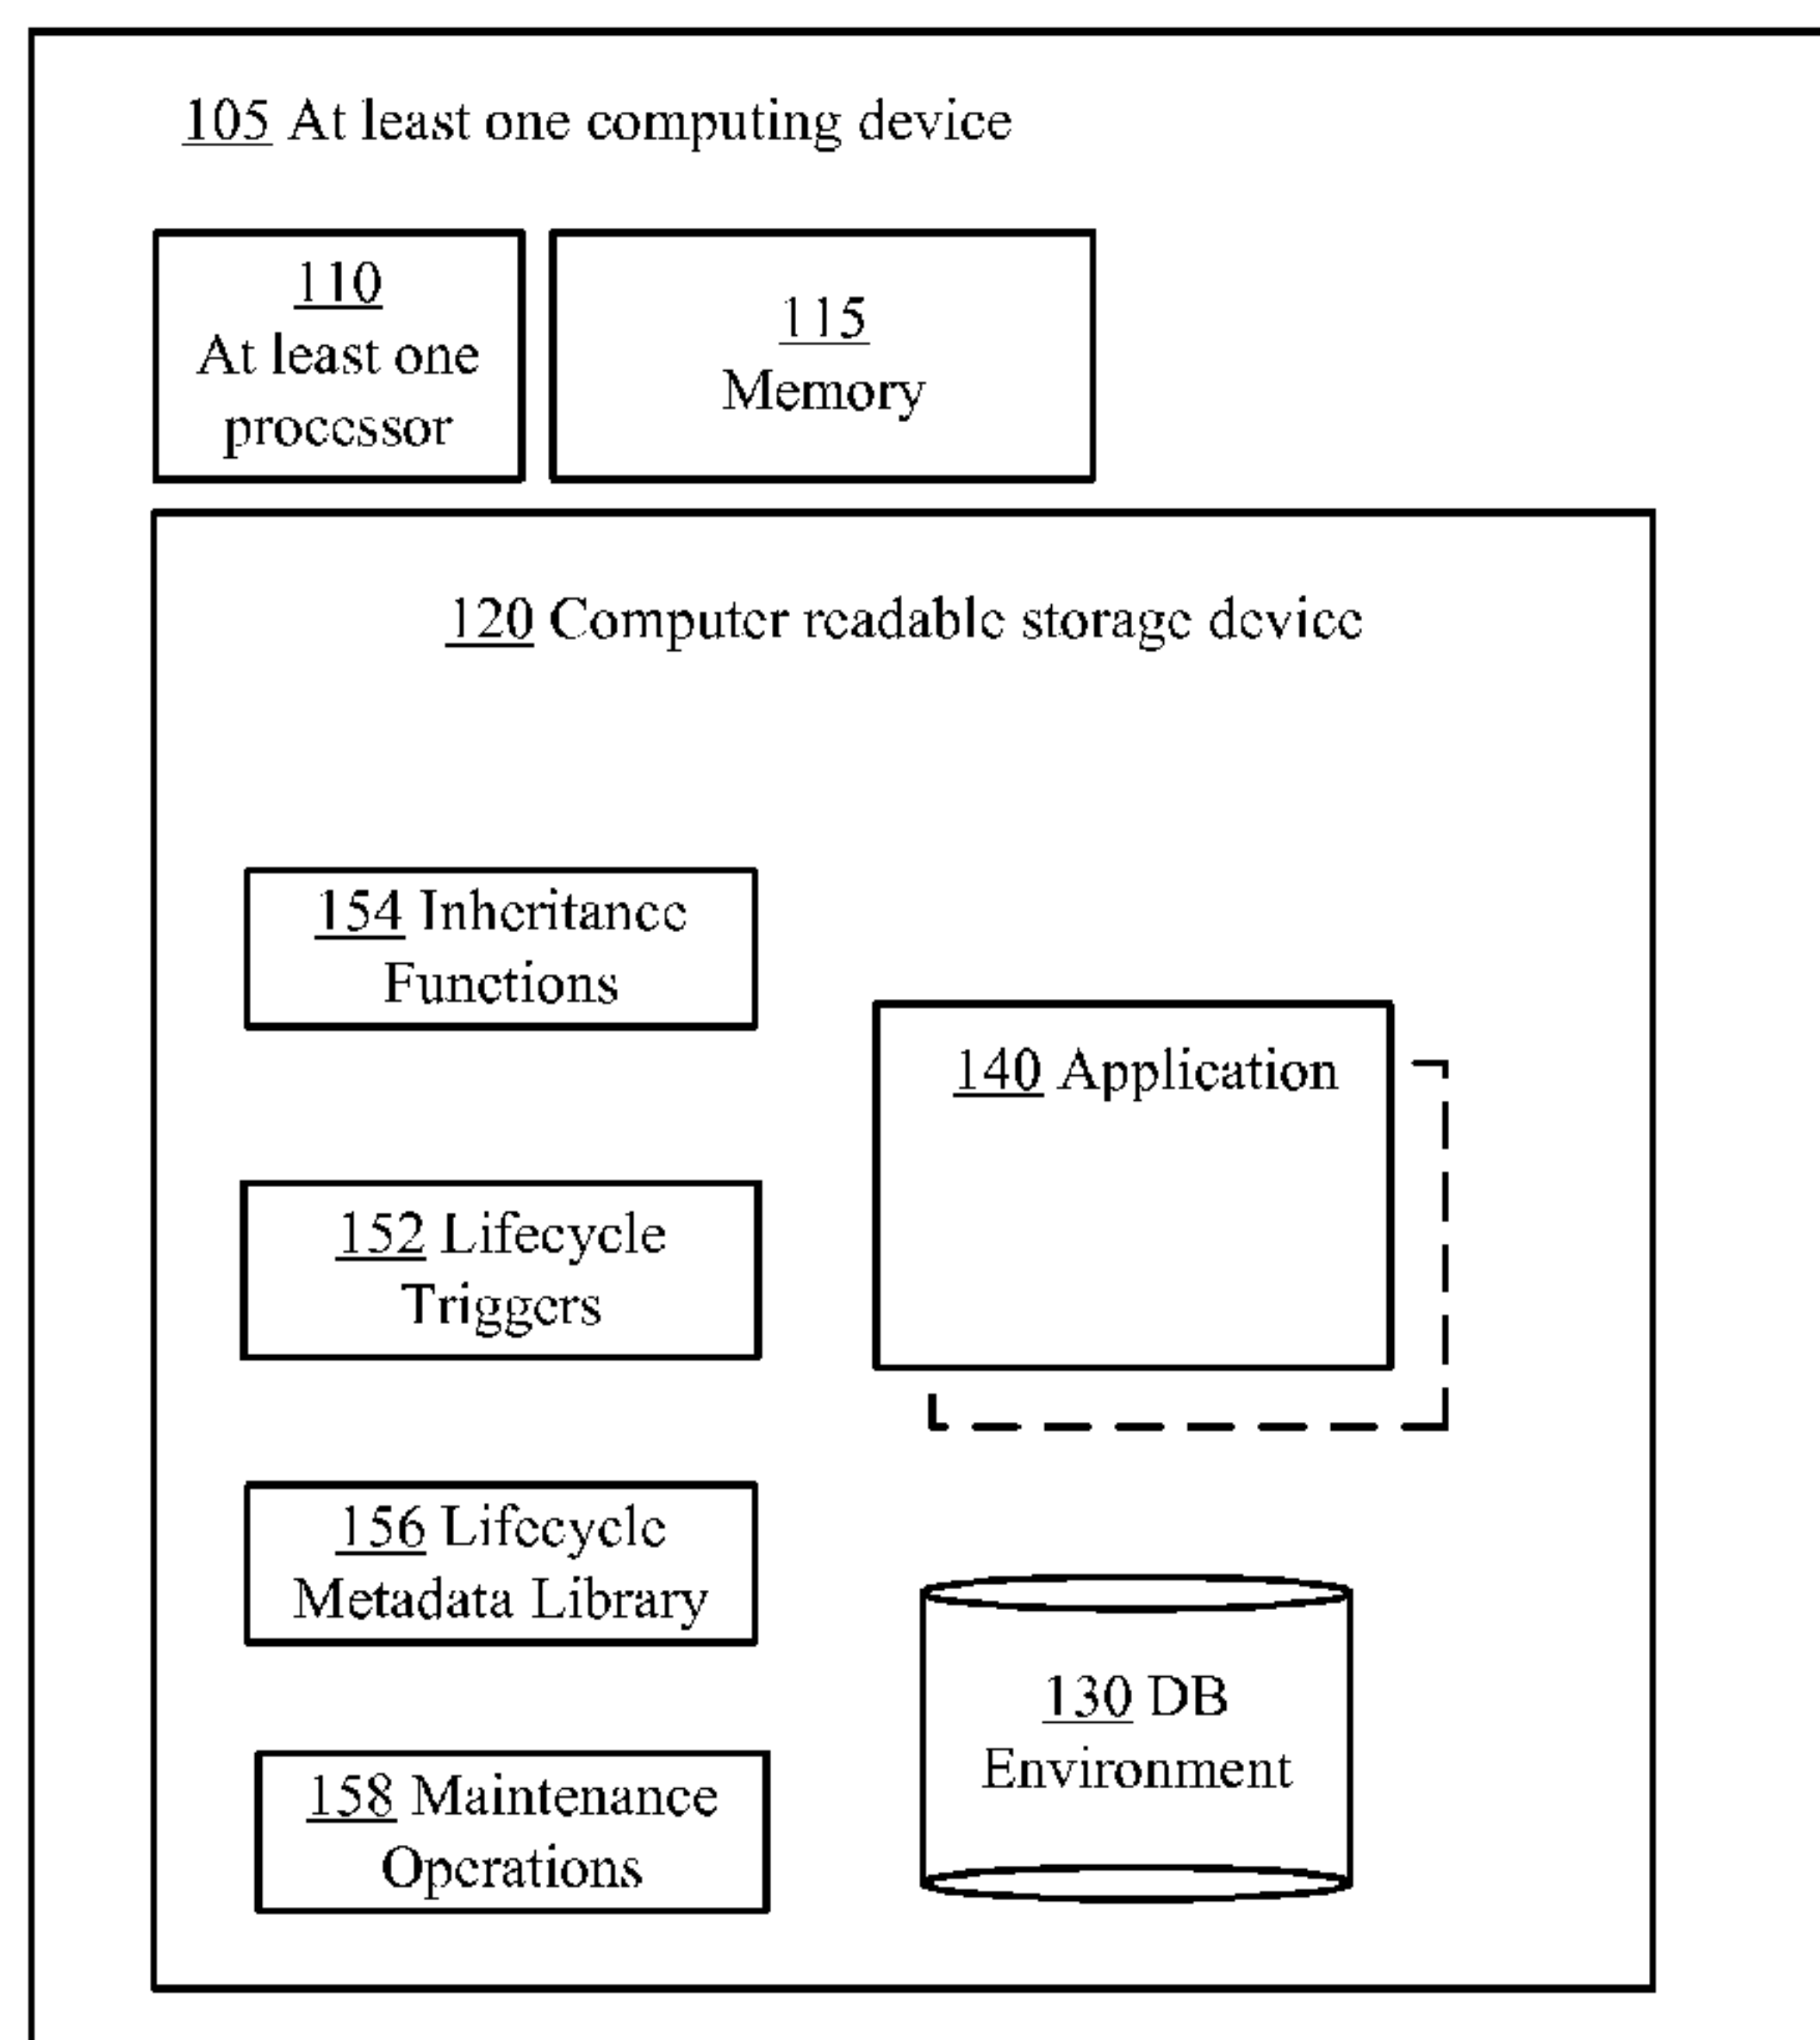 105 At least one computing device
110
At least one
processor
115
Memory
120 Computer readable storage device
154 Inheritance
Functions
140 Application
152 Lifecycle
Triggers
156 Lifecycle
Metadata Library
130 DB
Environment
158 Maintenance
Operations